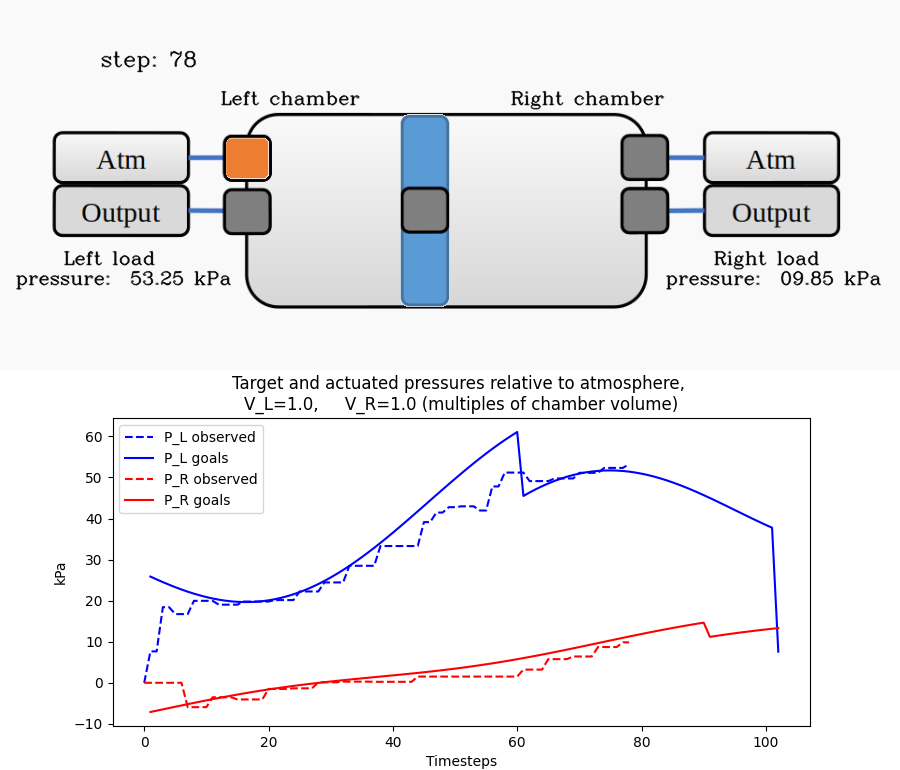 step: 78
Left chamber
Right chamber
Atm
Atm
Output
Output
Left load
pressure: 53.25 kPa
Right load
pressure: 09.85 kPa
Target and actuated pressures relative to atmosphere,
V_L=1.0, V_R=1.0 (multiples of chamber volume)
P_L observed
P_L goals
P_R observed
P_R goals
kPa
60
50
40
30
20
10
0
−10
0
20
40
60
80
100
Timesteps